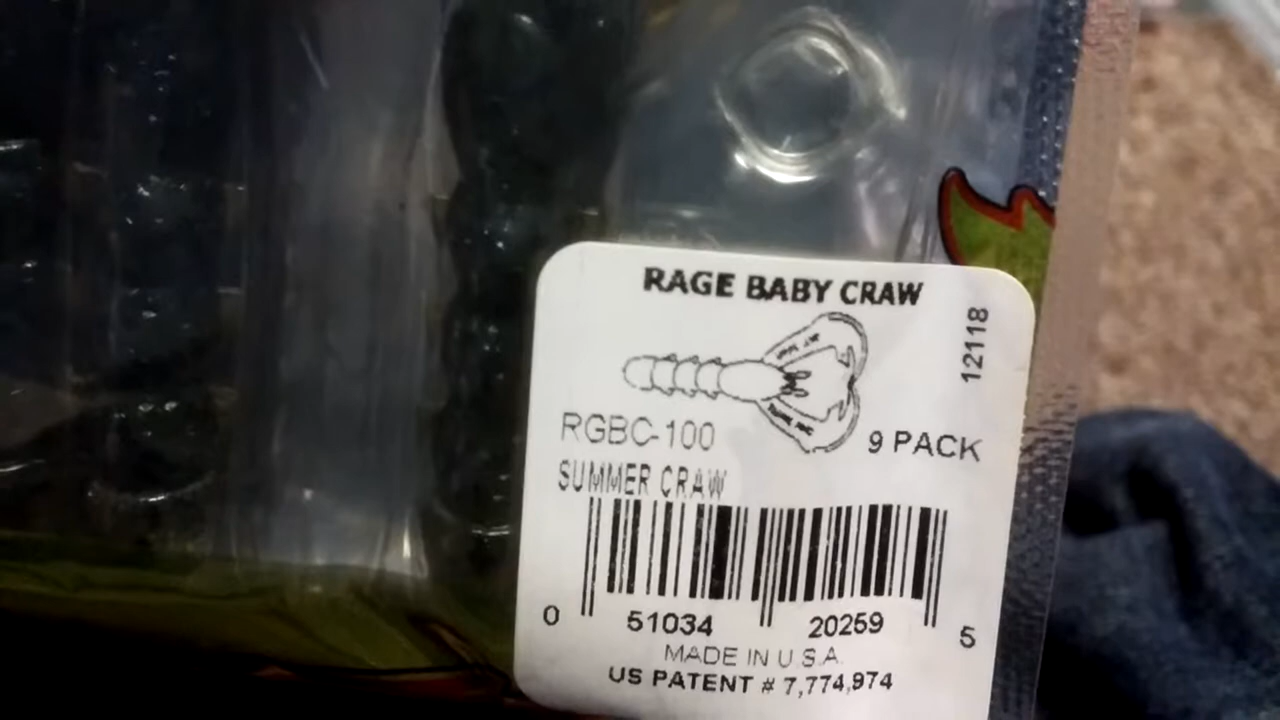 RAGE BABY CRAW
12118
RGBC-100
9 PACK
SUMMER CRAW
0 51034 20259 5
MADE IN U.S.A.
US PATENT # 7,774,974